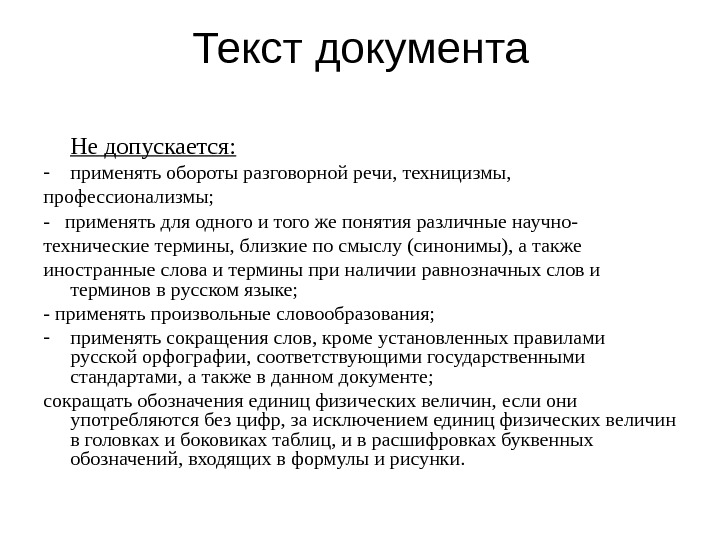 Текст документа
Не допускается:
- применять обороты разговорной речи, техницизмы,
профессионализмы;
- применять для одного и того же понятия различные научно-
технические термины, близкие по смыслу (синонимы), а также
иностранные слова и термины при наличии равнозначных слов и
терминов в русском языке;
- применять произвольные словообразования;
- применять сокращения слов, кроме установленных правилами
русской орфографии, соответствующими государственными
стандартами, а также в данном документе;
сокращать обозначения единиц физических величин, если они
употребляются без цифр, за исключением единиц физических величин
в головках и боковиках таблиц, и в расшифровках буквенных
обозначений, входящих в формулы и рисунки.